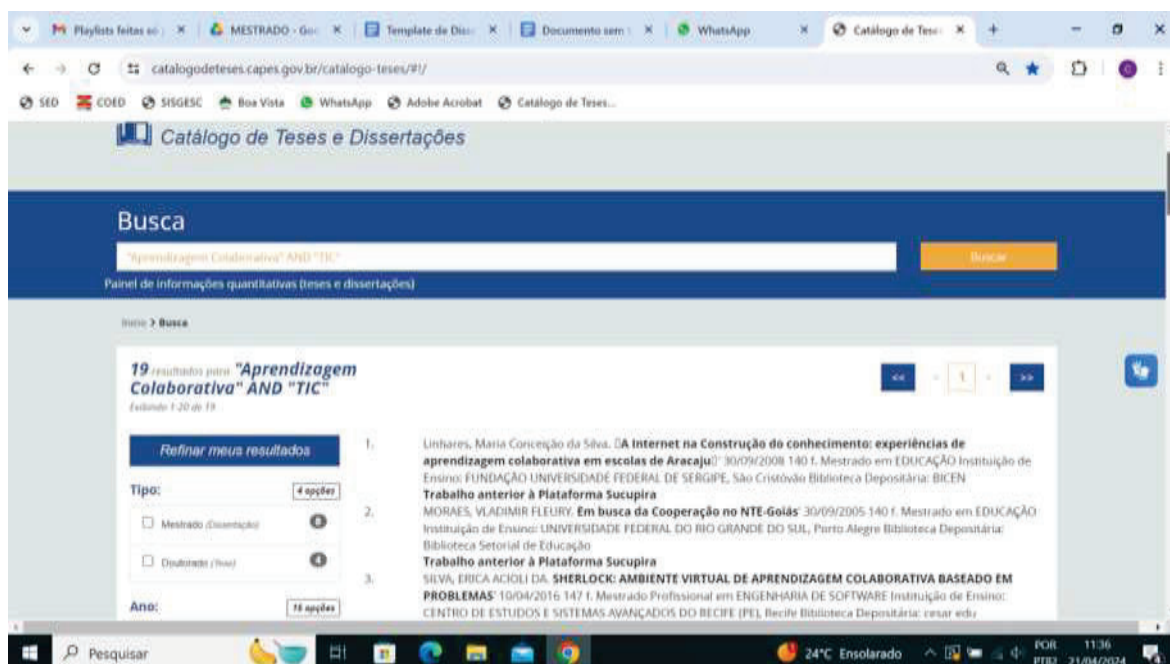 Playlists feitas só
MESTRADO - Goo
Template de Diss
Documento sem
WhatsApp
Catálogo de Tese
catalogodeteses.capes.gov.br/catalogo-teses/#!/
SED
COED
SISGESC
Boa Vista
WhatsApp
Adobe Acrobat
Catálogo de Teses...
Catálogo de Teses e Dissertações
Busca
"Aprendizagem Colaborativa" AND "TIC"
Buscar
Painel de informações quantitativas (teses e dissertações)
Início > Busca
19 resultados para "Aprendizagem
Colaborativa" AND "TIC"
Exibindo 1-20 de 19
<<
1
>>
Refinar meus resultados
Tipo:
4 opções
Mestrado (Dissertação)
Doutorado (Tese)
4
Ano:
16 opções
1.
Linhares, Maria Conceição da Silva. A Internet na Construção do conhecimento: experiências de
aprendizagem colaborativa em escolas de Aracaju' 30/09/2008 140 f. Mestrado em EDUCAÇÃO Instituição de
Ensino: FUNDAÇÃO UNIVERSIDADE FEDERAL DE SERGIPE, São Cristóvão Biblioteca Depositária: BICEN
Trabalho anterior à Plataforma Sucupira
2.
MORAES, VLADIMIR FLEURY. Em busca da Cooperação no NTE-Goiás' 30/09/2005 140 f. Mestrado em EDUCAÇÃO
Instituição de Ensino: UNIVERSIDADE FEDERAL DO RIO GRANDE DO SUL, Porto Alegre Biblioteca Depositária:
Biblioteca Setorial de Educação
Trabalho anterior à Plataforma Sucupira
3.
SILVA, ERICA ACIOLI DA. SHERLOCK: AMBIENTE VIRTUAL DE APRENDIZAGEM COLABORATIVA BASEADO EM
PROBLEMAS' 10/04/2016 147 f. Mestrado Profissional em ENGENHARIA DE SOFTWARE Instituição de Ensino:
CENTRO DE ESTUDOS E SISTEMAS AVANÇADOS DO RECIFE (PE), Recife Biblioteca Depositária: cesar edu
Pesquisar
24°C Ensolarado
POR
PTB2
11:36
21/04/2024